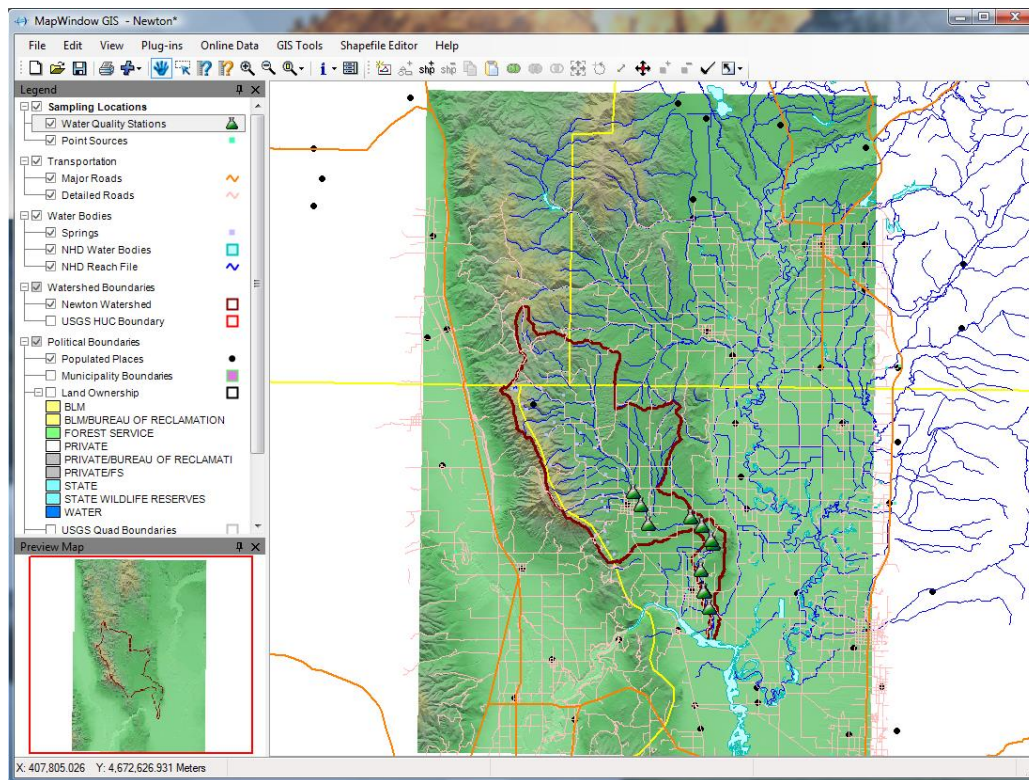 MapWindow GIS - Newton*
File Edit View Plug-ins Online Data GIS Tools Shapefile Editor Help
shp shp
Legend
Sampling Locations
Water Quality Stations
Point Sources
Transportation
Major Roads
Detailed Roads
Water Bodies
Springs
NHD Water Bodies
NHD Reach File
Watershed Boundaries
Newton Watershed
USGS HUC Boundary
Political Boundaries
Populated Places
Municipality Boundaries
Land Ownership
BLM
BLM/BUREAU OF RECLAMATION
FOREST SERVICE
PRIVATE
PRIVATE/BUREAU OF RECLAMATI
PRIVATE/FS
STATE
STATE WILDLIFE RESERVES
WATER
USGS Quad Boundaries
Preview Map
X: 407,805.026 Y: 4,672,626.931 Meters